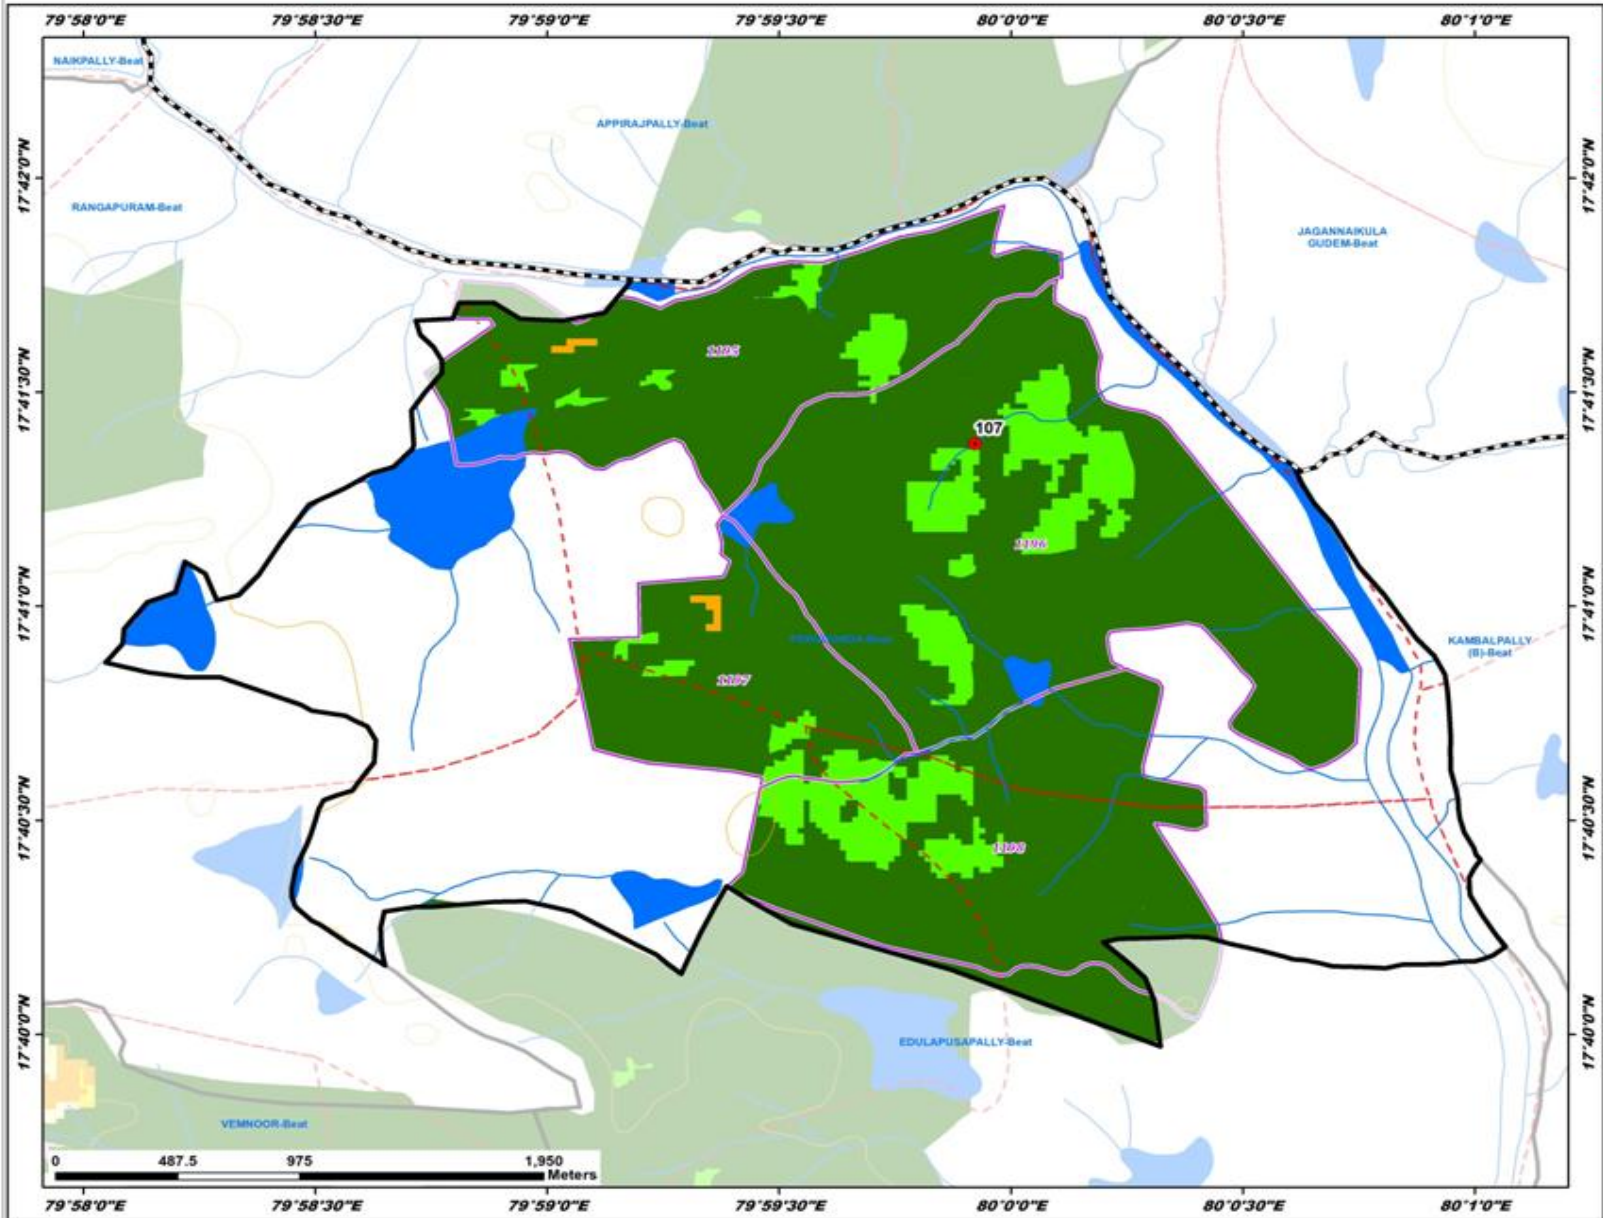 79°58'0"E 79°58'30"E 79°59'0"E 79°59'30"E 80°0'0"E 80°0'30"E 80°1'0"E
NAIKPALLY-Beat
APPIRAJPALLY-Beat
17°42'0"N 17°42'0"N
RANGAPURAM-Beat
JAGANNAIKULA
GUDEM-Beat
1195
17°41'30"N 17°41'30"N
107
1196
17°41'0"N 17°41'0"N
KAMBALPALLY
(B)-Beat
1197
17°40'30"N 17°40'30"N
1198
17°40'0"N 17°40'0"N
EDULAPUSAPALLY-Beat
VEMNOOR-Beat
0 487.5 975 1,950
Meters
79°58'0"E 79°58'30"E 79°59'0"E 79°59'30"E 80°0'0"E 80°0'30"E 80°1'0"E